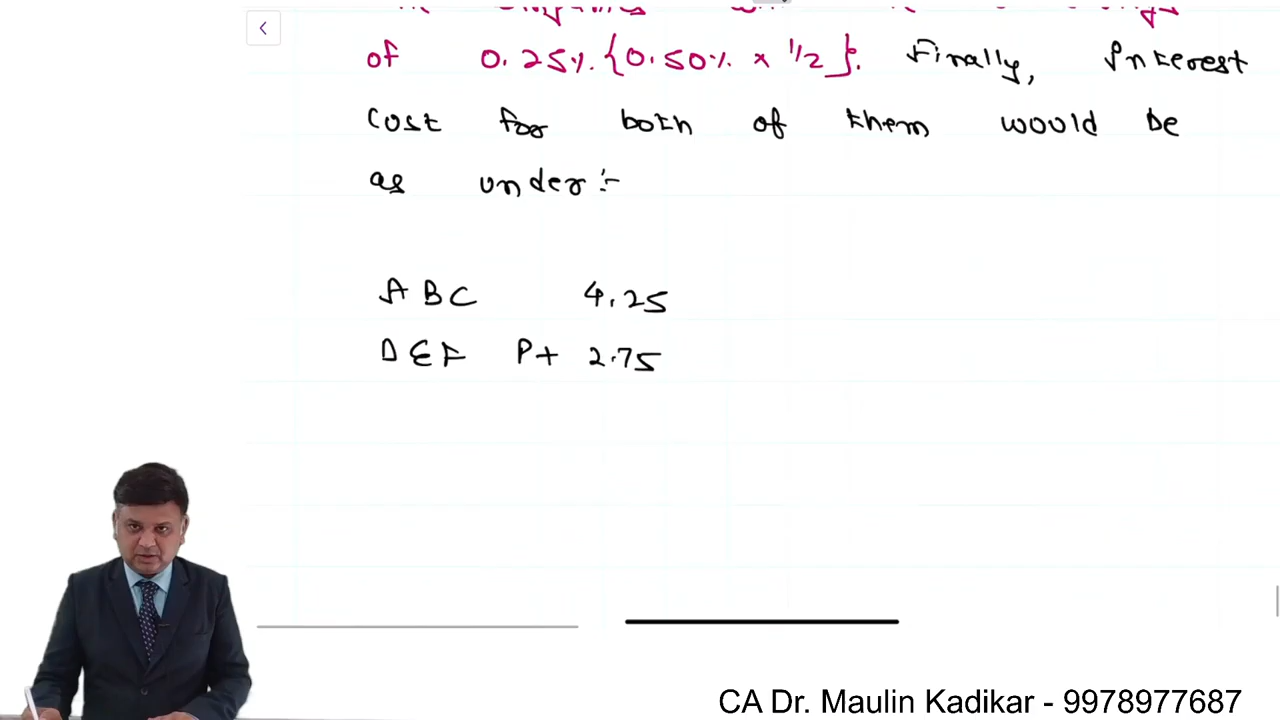 of 0.25%. {0.50% x 1/2}. Finally, Interest
cost for both of them would be
as under:-
ABC 4.25
DEF P+ 2.75
CA Dr. Maulin Kadikar - 9978977687